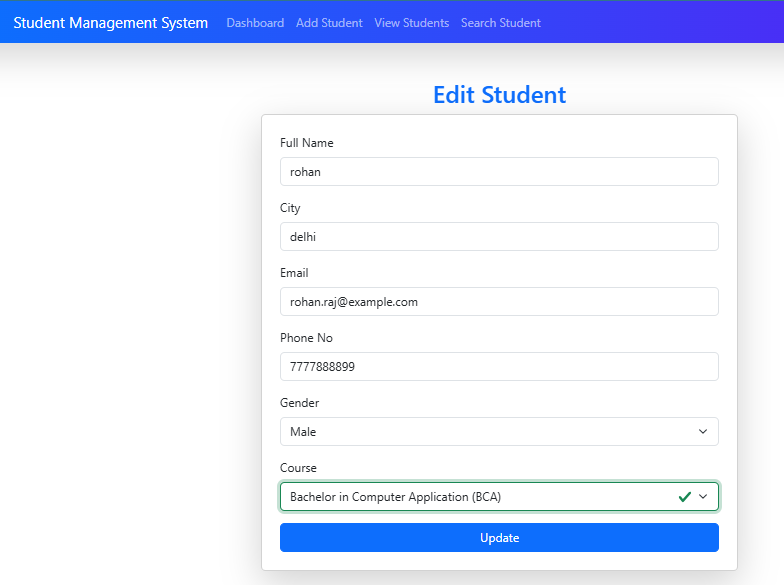 Student Management System Dashboard Add Student View Students Search Student
Edit Student
Full Name
rohan
City
delhi
Email
rohan.raj@example.com
Phone No
7777888899
Gender
Male
Course
Bachelor in Computer Application (BCA)
Update